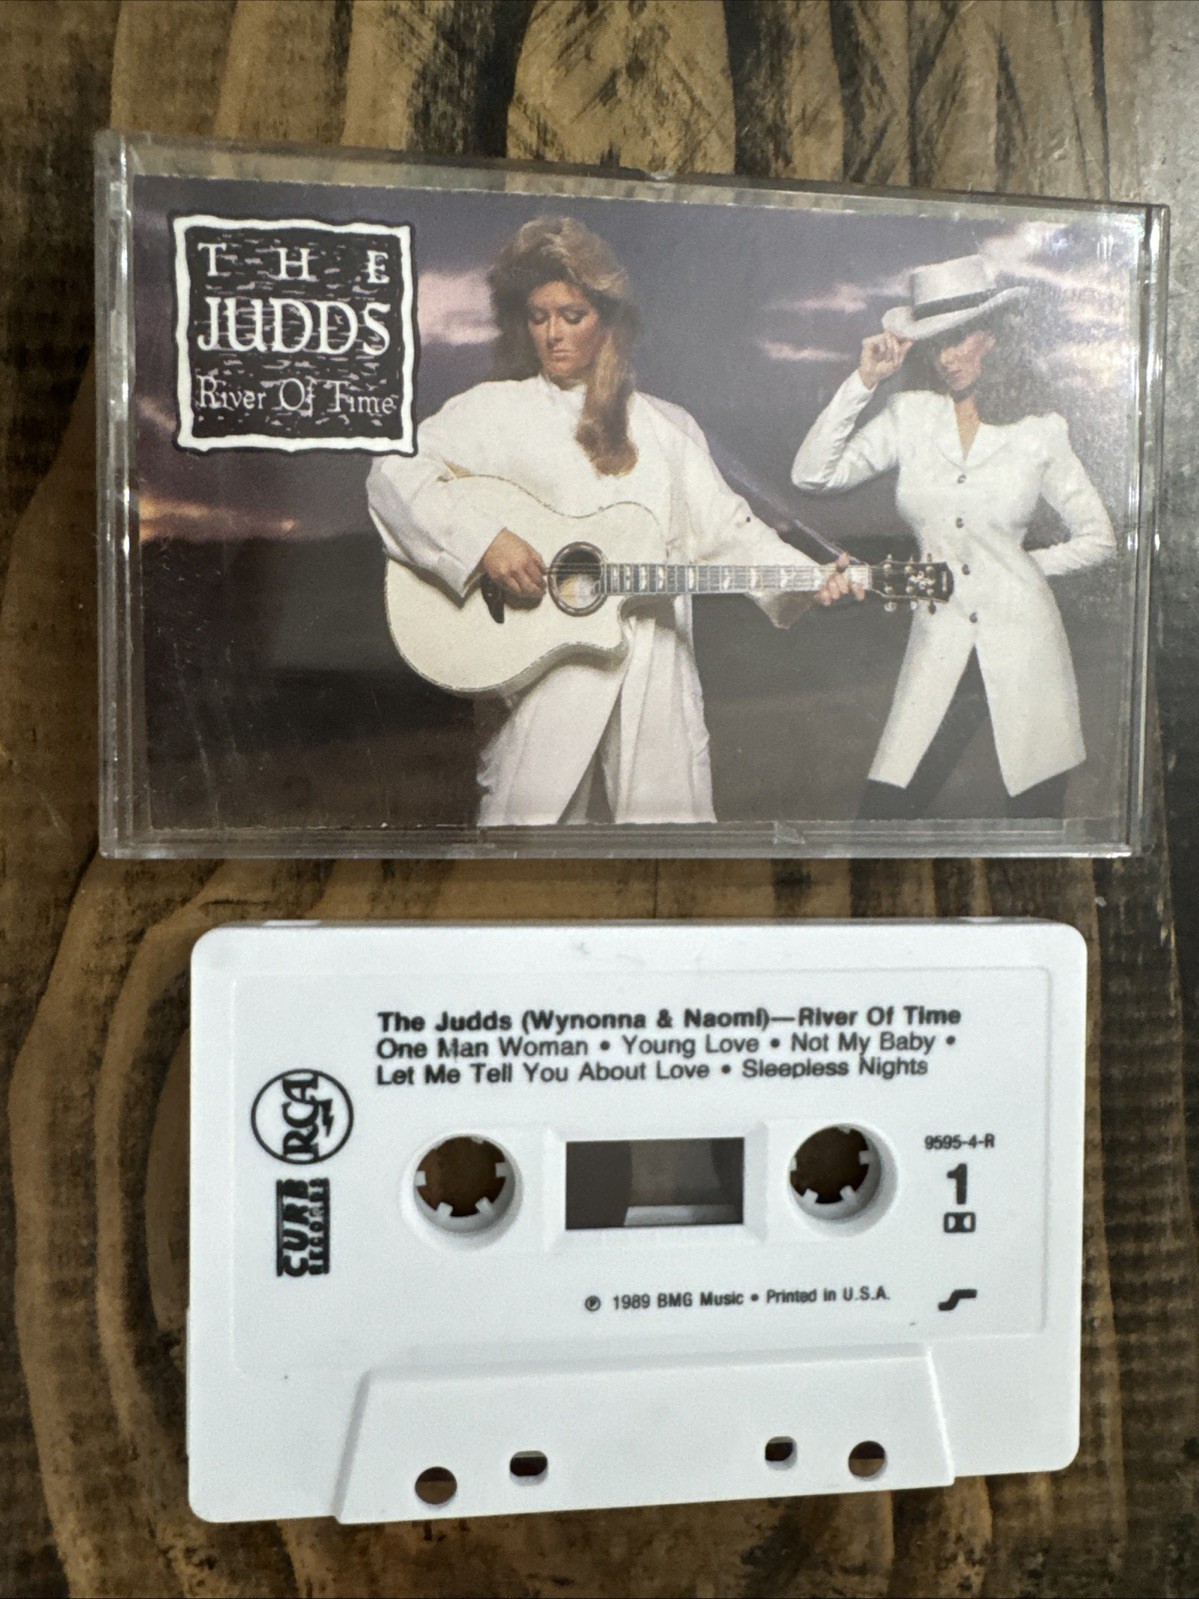 THE
JUDDS
River Of Time
The Judds (Wynonna & Naomi)—River Of Time
One Man Woman • Young Love • Not My Baby •
Let Me Tell You About Love • Sleepless Nights
RCA
CURB
RECORDS
9595-4-R
1
℗ 1989 BMG Music • Printed in U.S.A.